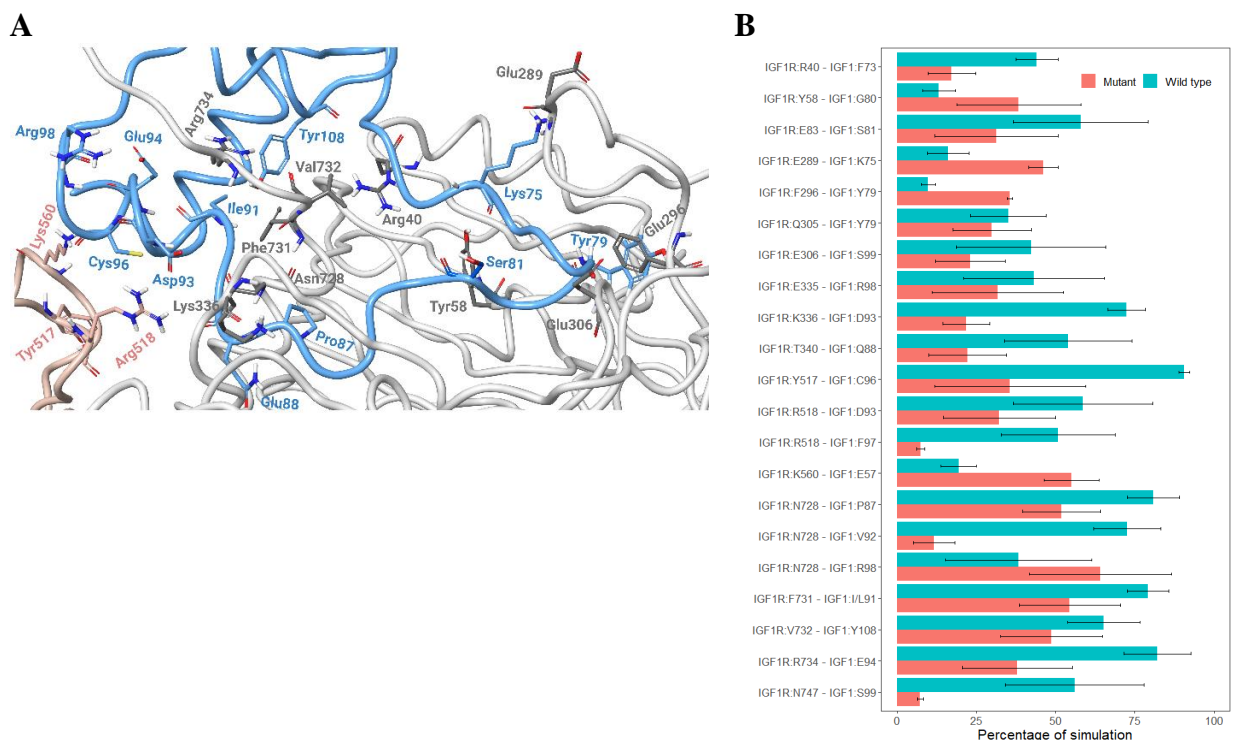 A
B
Glu289
Arg734
Arg98
Glu94
Tyr108
Val732
Lys75
Arg40
Ile91
Lys560
Glu296
Phe731
Tyr79
Cys96
Ser81
Asp93
Asn728
Lys336
Tyr58
Glu306
Tyr517
Arg518
Pro87
Glu88
Mutant
Wild type
IGF1R:R40 - IGF1:F73
IGF1R:Y58 - IGF1:G80
IGF1R:E83 - IGF1:S81
IGF1R:E289 - IGF1:K75
IGF1R:F296 - IGF1:Y79
IGF1R:Q305 - IGF1:Y79
IGF1R:E306 - IGF1:S99
IGF1R:E335 - IGF1:R98
IGF1R:K336 - IGF1:D93
IGF1R:T340 - IGF1:Q88
IGF1R:Y517 - IGF1:C96
IGF1R:R518 - IGF1:D93
IGF1R:R518 - IGF1:F97
IGF1R:K560 - IGF1:E57
IGF1R:N728 - IGF1:P87
IGF1R:N728 - IGF1:V92
IGF1R:N728 - IGF1:R98
IGF1R:F731 - IGF1:I/L91
IGF1R:V732 - IGF1:Y108
IGF1R:R734 - IGF1:E94
IGF1R:N747 - IGF1:S99
0 25 50 75 100
Percentage of simulation